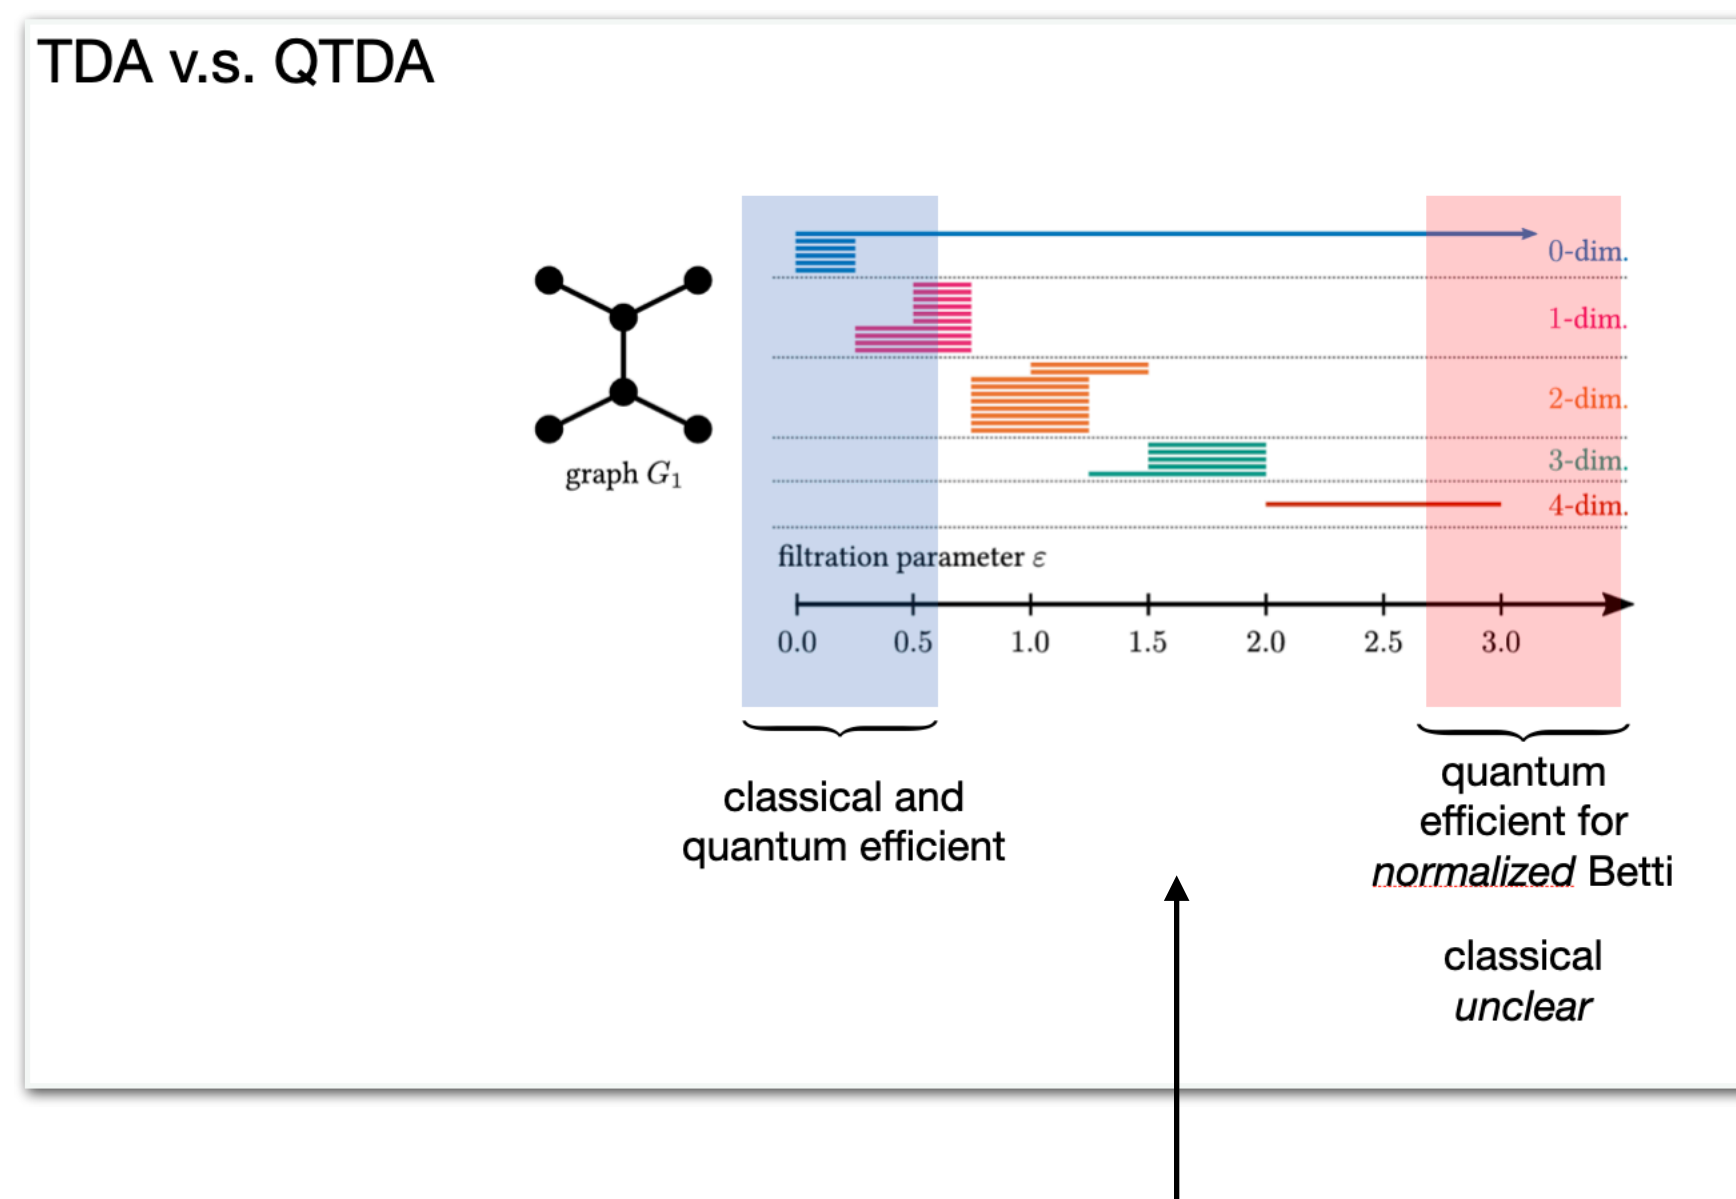 TDA v.s. QTDA
0-dim.
1-dim.
2-dim.
3-dim.
4-dim.
graph G₁
filtration parameter ε
0.0 0.5 1.0 1.5 2.0 2.5 3.0
classical and
quantum efficient
quantum
efficient for
normalized Betti
classical
unclear